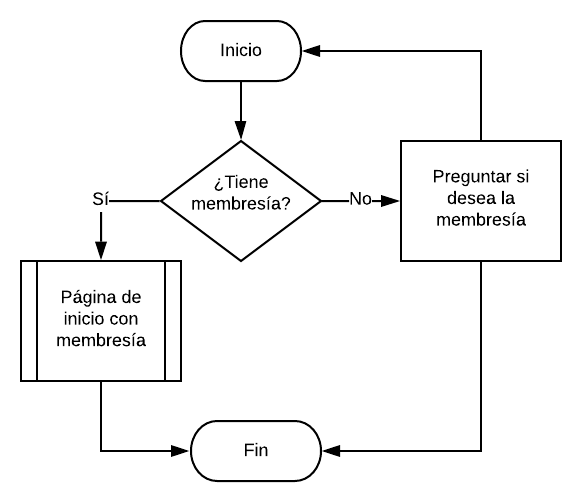 Inicio
¿Tiene
membresía?
Sí
No
Preguntar si
desea la
membresía
Página de
inicio con
membresía
Fin